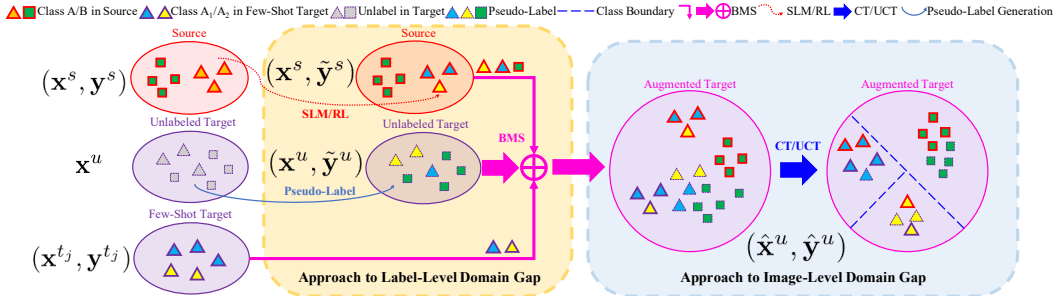 Class A/B in Source Class A₁/A₂ in Few-Shot Target Unlabel in Target Pseudo-Label Class Boundary BMS SLM/RL CT/UCT Pseudo-Label Generation
Source
(x^s, y^s)
Source
(x^s, ỹ^s)
SLM/RL
Unlabeled Target
x^u
Unlabeled Target
(x^u, ỹ^u)
Pseudo-Label
BMS
Few-Shot Target
(x^{t_j}, y^{t_j})
Approach to Label-Level Domain Gap
Augmented Target
CT/UCT
Augmented Target
(x̂^u, ŷ^u)
Approach to Image-Level Domain Gap